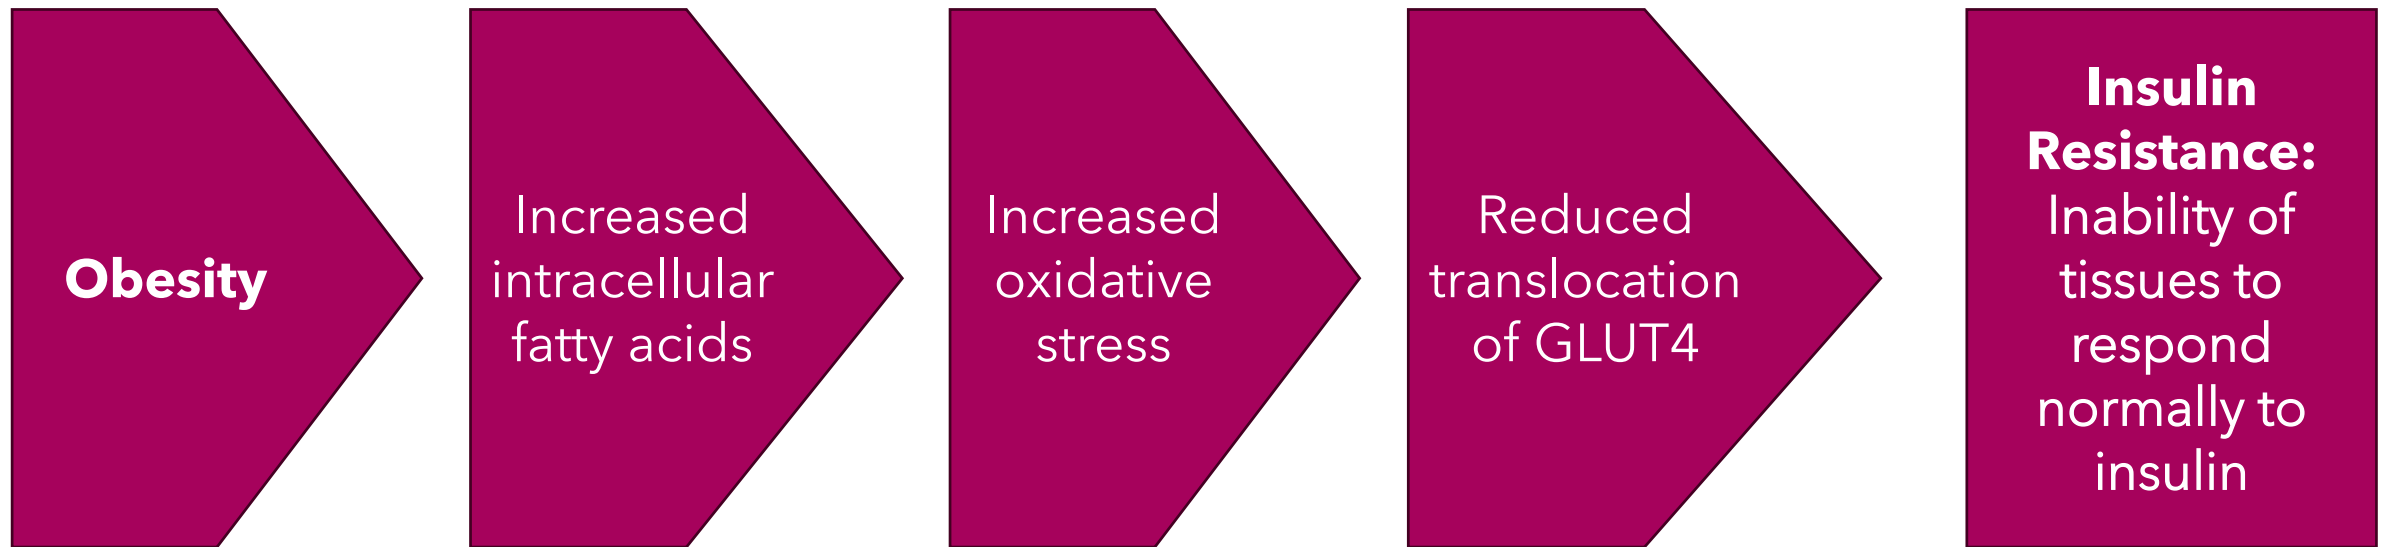 Obesity
Increased
intracellular
fatty acids
Increased
oxidative
stress
Reduced
translocation
of GLUT4
Insulin
Resistance:
Inability of
tissues to
respond
normally to
insulin